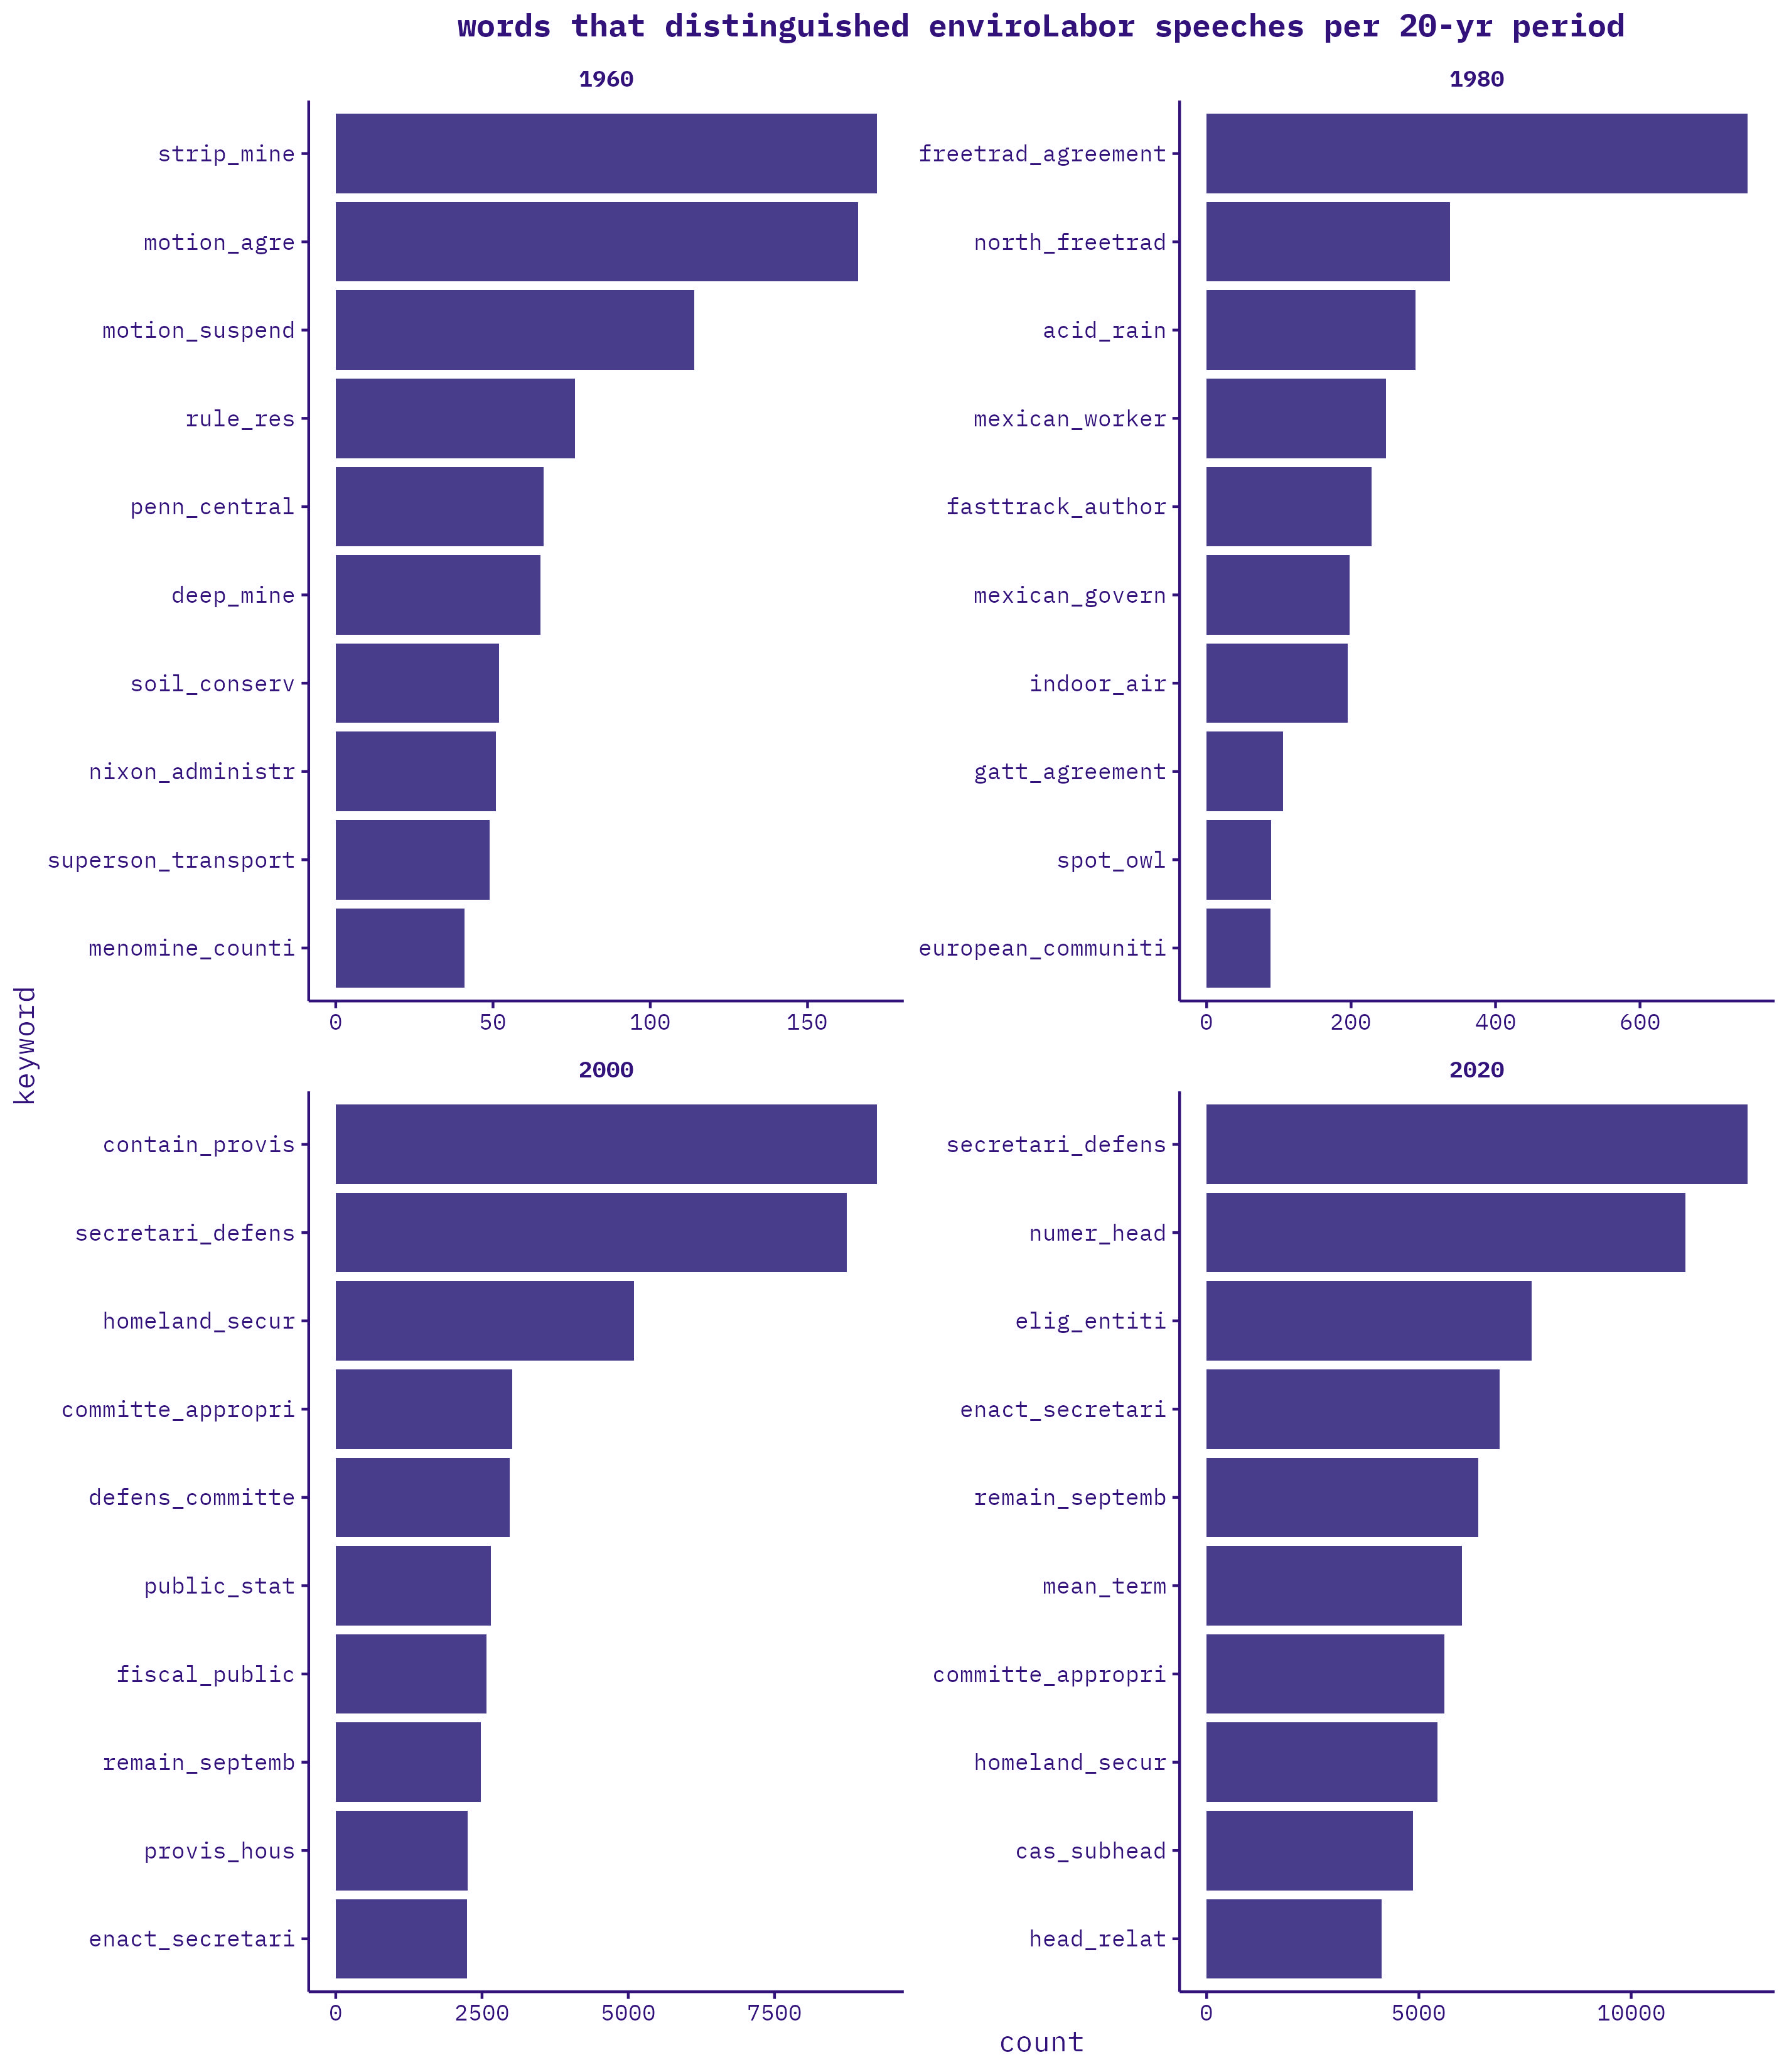 words that distinguished enviroLabor speeches per 20-yr period
1960
strip_mine
motion_agre
motion_suspend
rule_res
penn_central
deep_mine
soil_conserv
nixon_administr
superson_transport
menomine_counti
0 50 100 150
1980
freetrad_agreement
north_freetrad
acid_rain
mexican_worker
fasttrack_author
mexican_govern
indoor_air
gatt_agreement
spot_owl
european_communiti
0 200 400 600
keyword
2000
contain_provis
secretari_defens
homeland_secur
committe_appropri
defens_committe
public_stat
fiscal_public
remain_septemb
provis_hous
enact_secretari
0 2500 5000 7500
2020
secretari_defens
numer_head
elig_entiti
enact_secretari
remain_septemb
mean_term
committe_appropri
homeland_secur
cas_subhead
head_relat
0 5000 10000
count